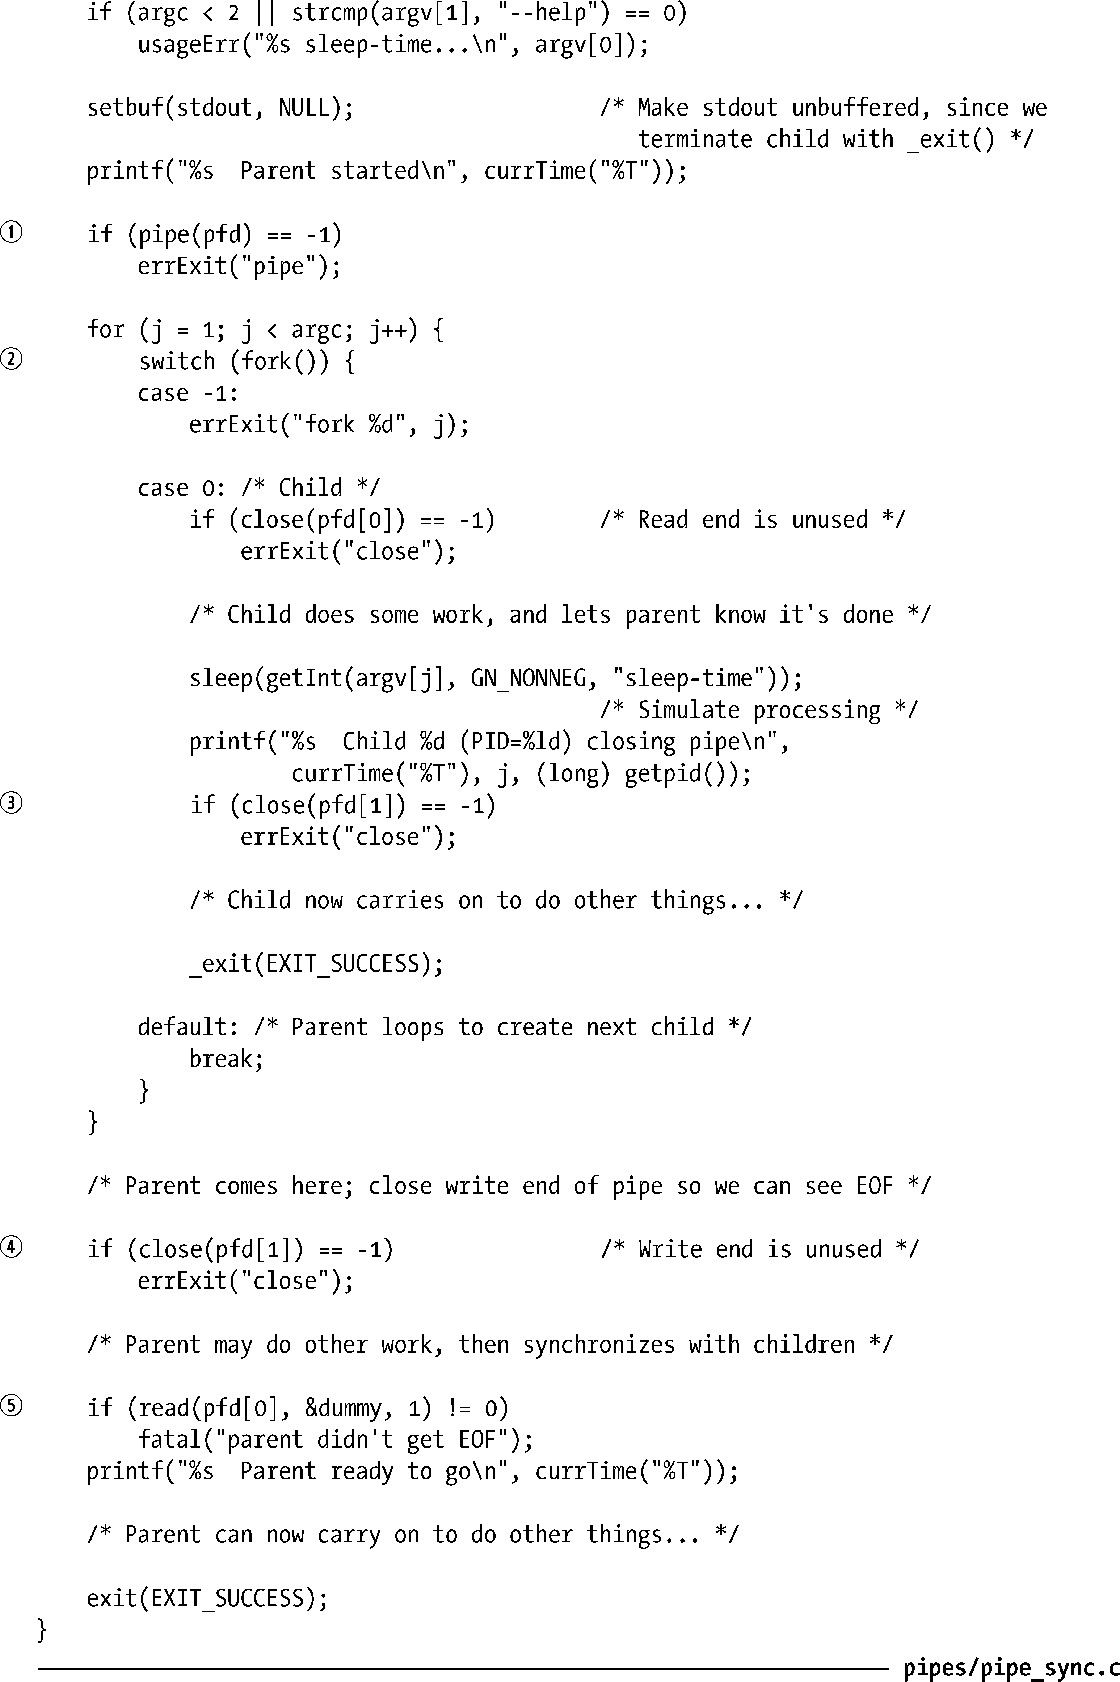 if (argc < 2 || strcmp(argv[1], "--help") == 0)
        usageErr("%s sleep-time...\n", argv[0]);

    setbuf(stdout, NULL);                   /* Make stdout unbuffered, since we
                                               terminate child with _exit() */
    printf("%s  Parent started\n", currTime("%T"));

①   if (pipe(pfd) == -1)
        errExit("pipe");

    for (j = 1; j < argc; j++) {
②       switch (fork()) {
        case -1:
            errExit("fork %d", j);

        case 0: /* Child */
            if (close(pfd[0]) == -1)        /* Read end is unused */
                errExit("close");

            /* Child does some work, and lets parent know it's done */

            sleep(getInt(argv[j], GN_NONNEG, "sleep-time"));
                                            /* Simulate processing */
            printf("%s  Child %d (PID=%ld) closing pipe\n",
                    currTime("%T"), j, (long) getpid());
③           if (close(pfd[1]) == -1)
                errExit("close");

            /* Child now carries on to do other things... */

            _exit(EXIT_SUCCESS);

        default: /* Parent loops to create next child */
            break;
        }
    }

    /* Parent comes here; close write end of pipe so we can see EOF */

④   if (close(pfd[1]) == -1)                /* Write end is unused */
        errExit("close");

    /* Parent may do other work, then synchronizes with children */

⑤   if (read(pfd[0], &dummy, 1) != 0)
        fatal("parent didn't get EOF");
    printf("%s  Parent ready to go\n", currTime("%T"));

    /* Parent can now carry on to do other things... */

    exit(EXIT_SUCCESS);
}
pipes/pipe_sync.c